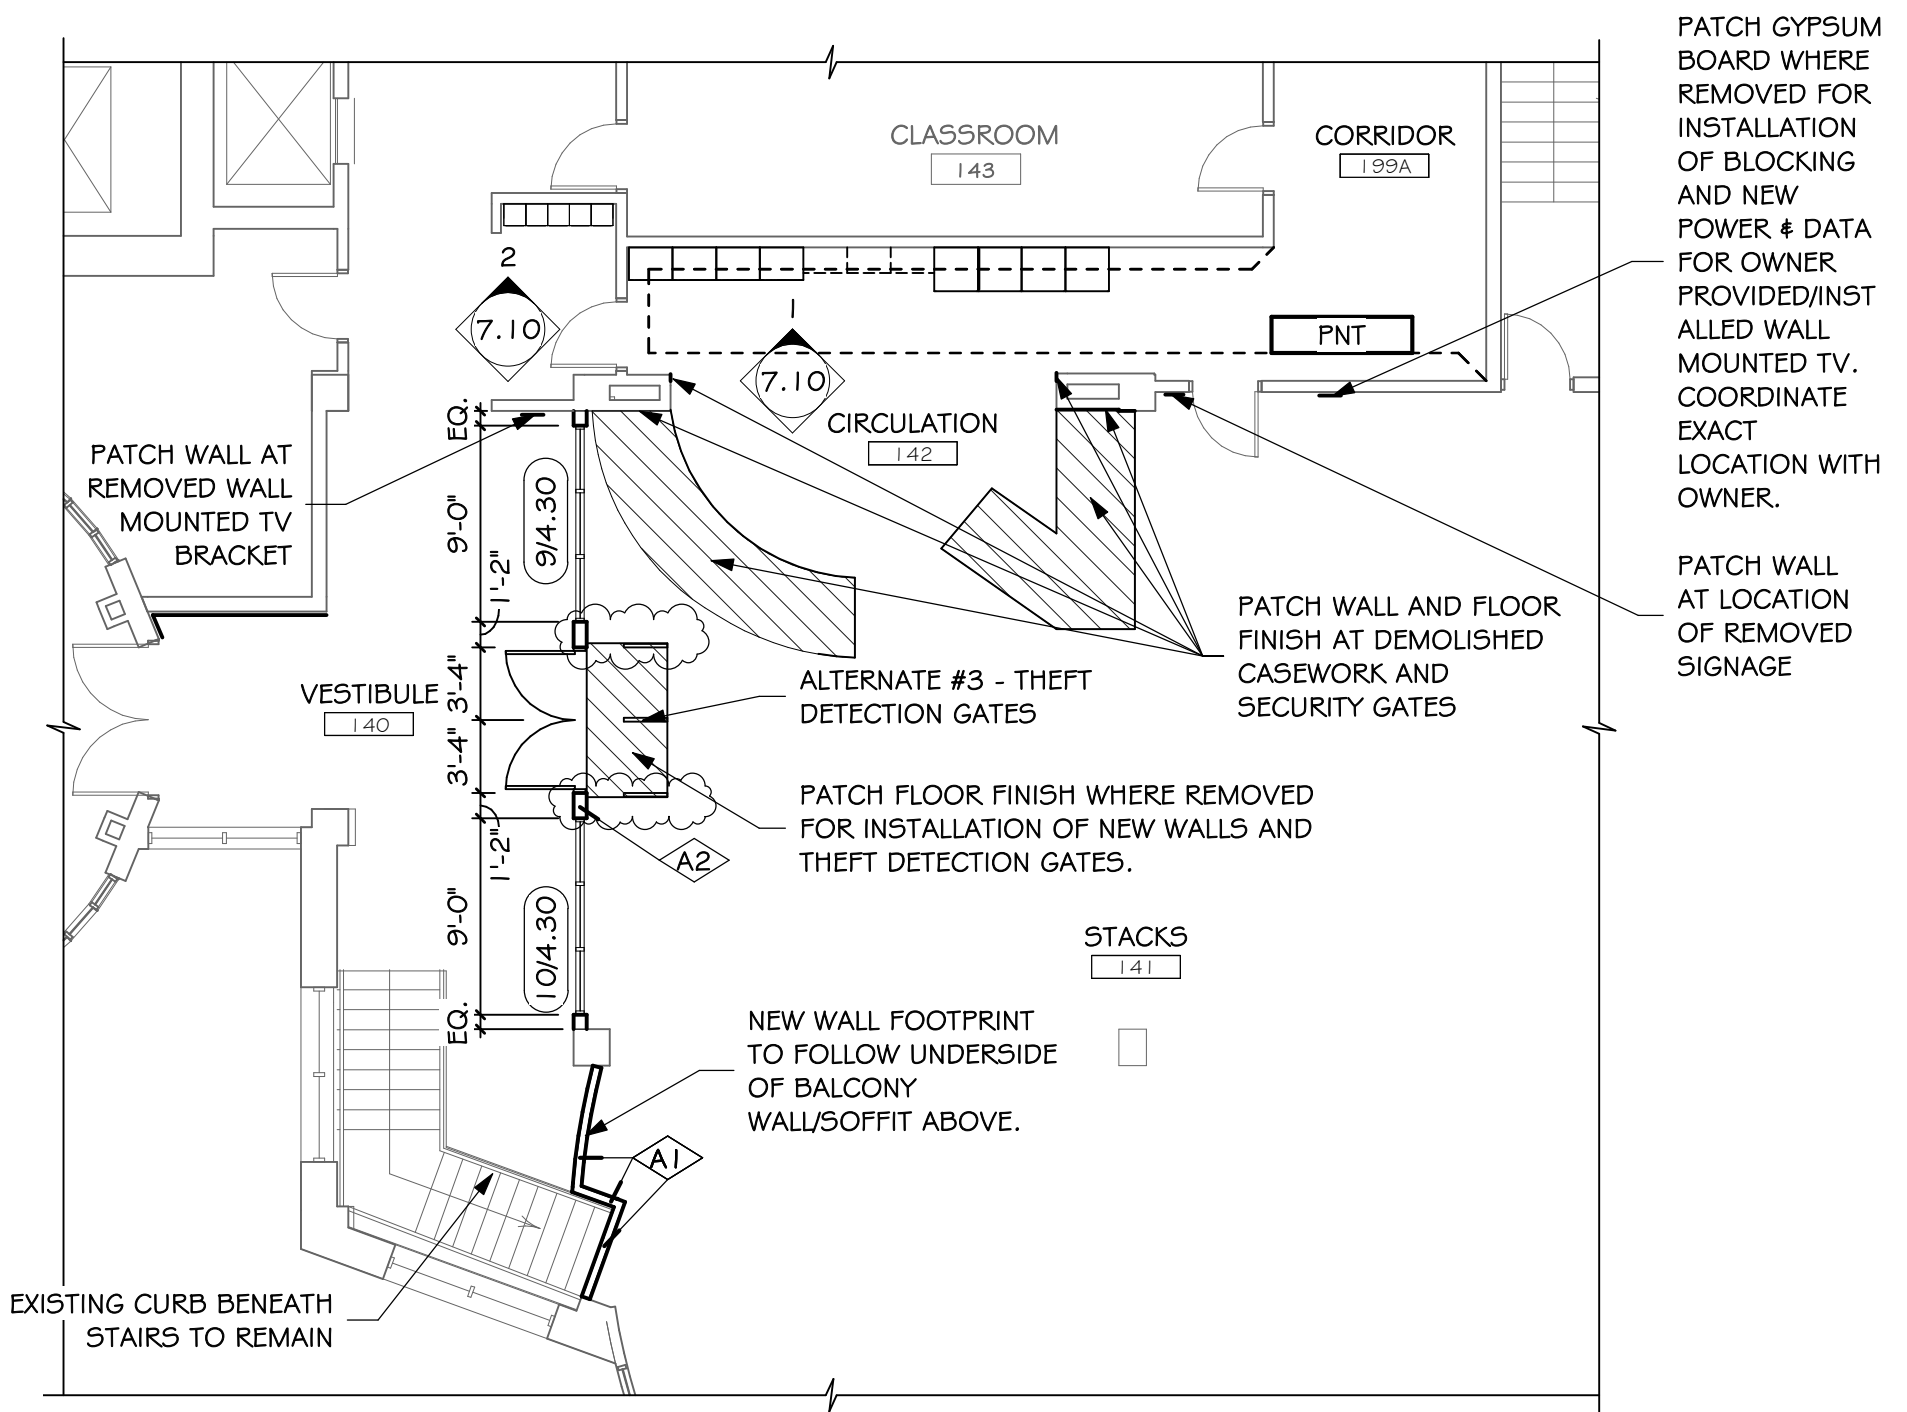 PATCH GYPSUM
BOARD WHERE
REMOVED FOR
INSTALLATION
OF BLOCKING
AND NEW
POWER & DATA
FOR OWNER
PROVIDED/INST
ALLED WALL
MOUNTED TV.
COORDINATE
EXACT
LOCATION WITH
OWNER.
CLASSROOM
143
CORRIDOR
199A
2
7.10
1
7.10
PNT
CIRCULATION
142
EQ.
PATCH WALL AT
REMOVED WALL
MOUNTED TV
BRACKET
9'-0"
9/4.30
1'-2"
PATCH WALL
AT LOCATION
OF REMOVED
SIGNAGE
PATCH WALL AND FLOOR
FINISH AT DEMOLISHED
CASEWORK AND
SECURITY GATES
VESTIBULE
140
3'-4"
3'-4"
ALTERNATE #3 - THEFT
DETECTION GATES
PATCH FLOOR FINISH WHERE REMOVED
FOR INSTALLATION OF NEW WALLS AND
THEFT DETECTION GATES.
1'-2"
A2
9'-0"
10/4.30
EQ.
STACKS
141
NEW WALL FOOTPRINT
TO FOLLOW UNDERSIDE
OF BALCONY
WALL/SOFFIT ABOVE.
A1
EXISTING CURB BENEATH
STAIRS TO REMAIN